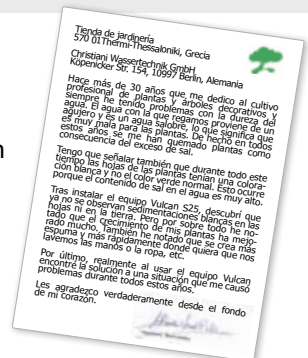 Tienda de jardinería
570 01Thermi-Thessaloniki, Grecia
Christiani Wassertechnik GmbH
Köpenicker Str. 154, 10997 Berlin, Alemania
Hace más de 30 años que me dedico al cultivo
profesional de plantas y árboles decorativos y
siempre he tenido problemas con la dureza del
agua. El agua con la que regamos proviene de un
agujero y es un agua salobre, lo que significa que
es muy mala para las plantas. De hecho en todos
estos años se me han quemado plantas como
consecuencia del exceso de sal.
Tengo que señalar también que durante todo este
tiempo las hojas de las plantas tenían una colora-
ción blanca y no el color verde normal. Esto ocurre
porque el contenido de sal en el agua es muy alto.
Tras instalar el equipo Vulcan S25, descubrí que
ya no se observan sedimentaciones blancas en las
hojas ni en la tierra. Pero por sobre todo he no-
tado que el crecimiento de mis plantas ha mejo-
rado mucho. También he notado que se crea más
espuma y más rápidamente donde quiera que nos
lavemos las manos o la ropa, etc.
Por último, realmente al usar el equipo Vulcan
encontré la solución a una situación que me causó
problemas durante todos estos años.
Les agradezco verdaderamente desde el fondo
de mi corazón.